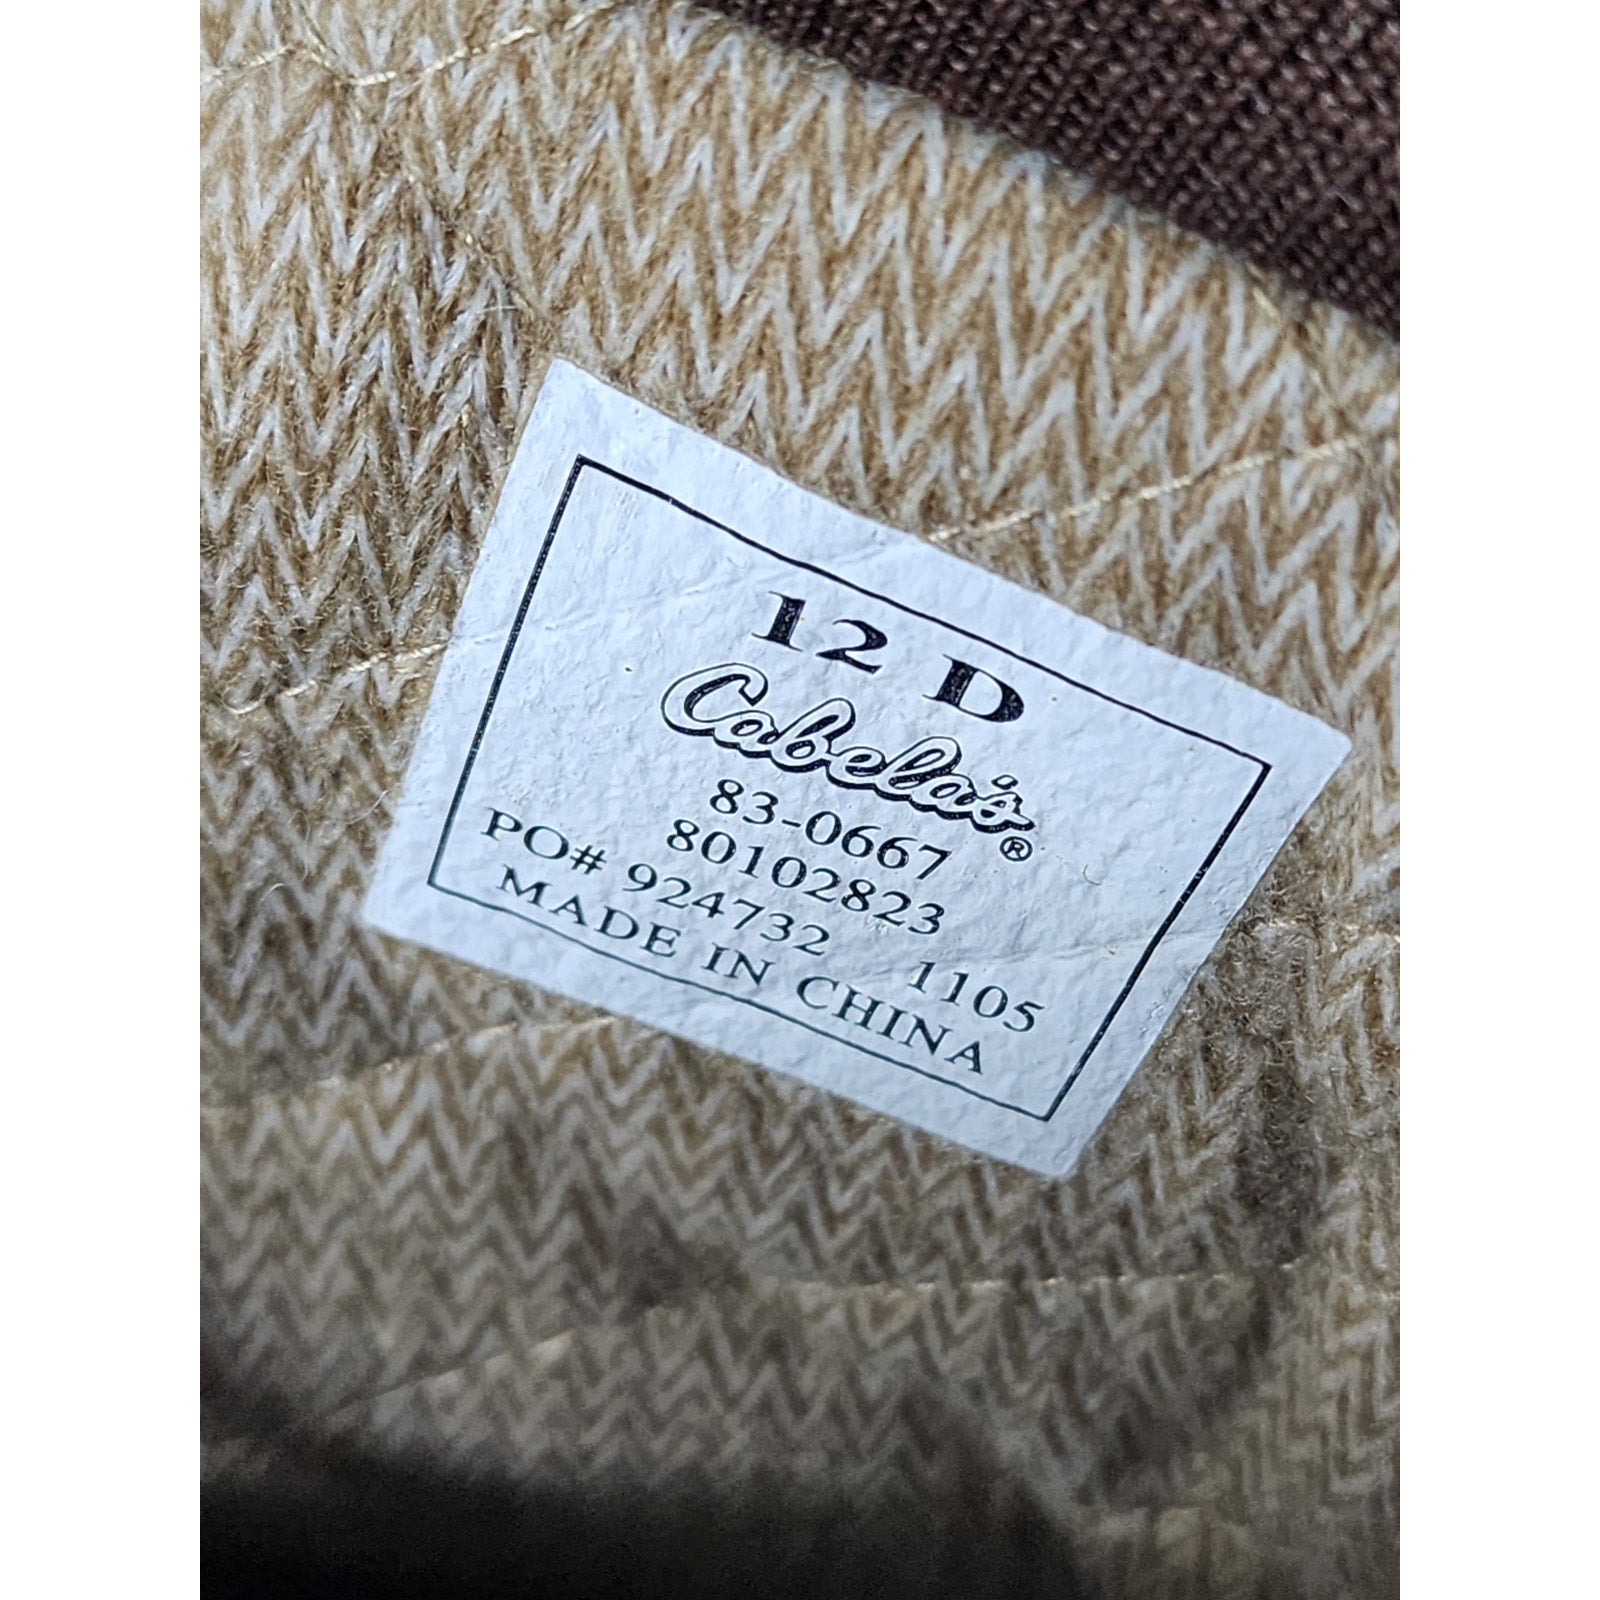 12 D
Cabela's®
83-0667
80102823
PO# 924732 1105
MADE IN CHINA